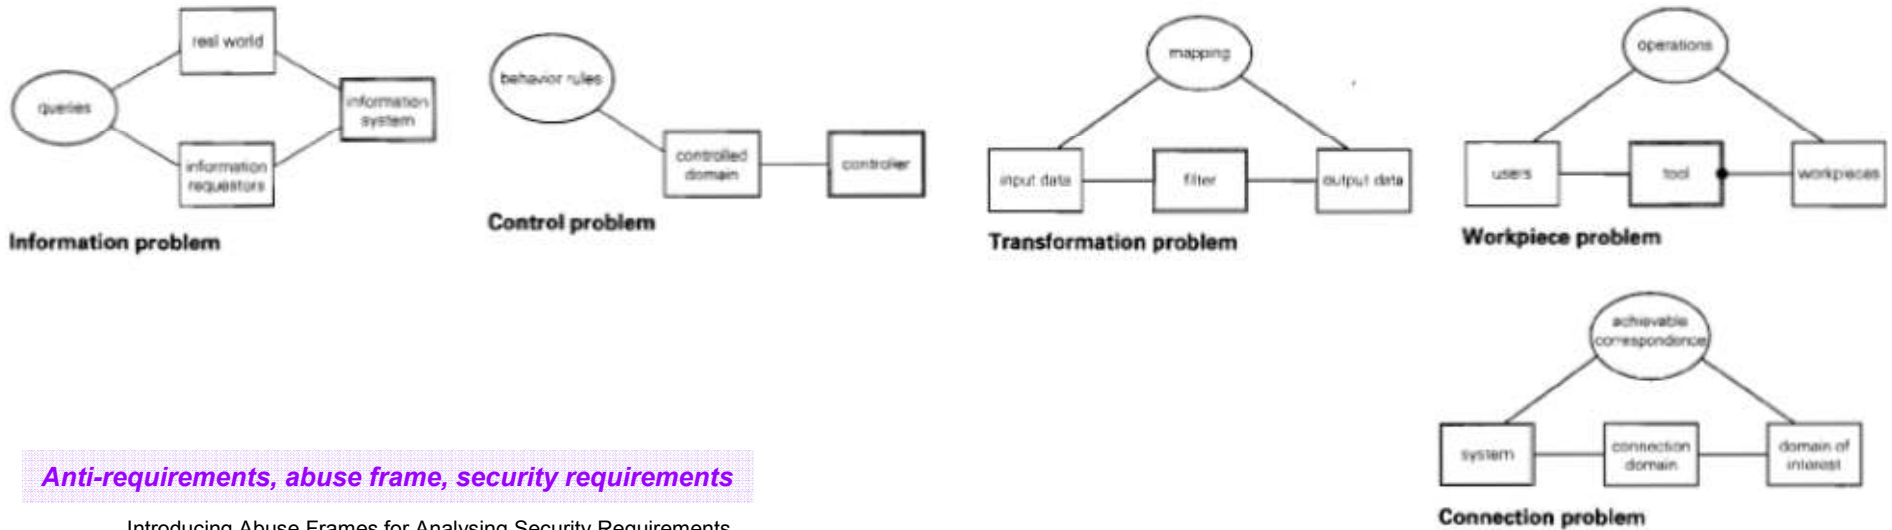 real world
queries
information
system
information
requestors
Information problem
behavior rules
controlled
domain
controller
Control problem
mapping
input data
filter
output data
Transformation problem
operations
users
tool
workpieces
Workpiece problem
achievable
correspondence
system
connection
domain
domain of
interest
Connection problem
Anti-requirements, abuse frame, security requirements
Introducing Abuse Frames for Analysing Security Requirements